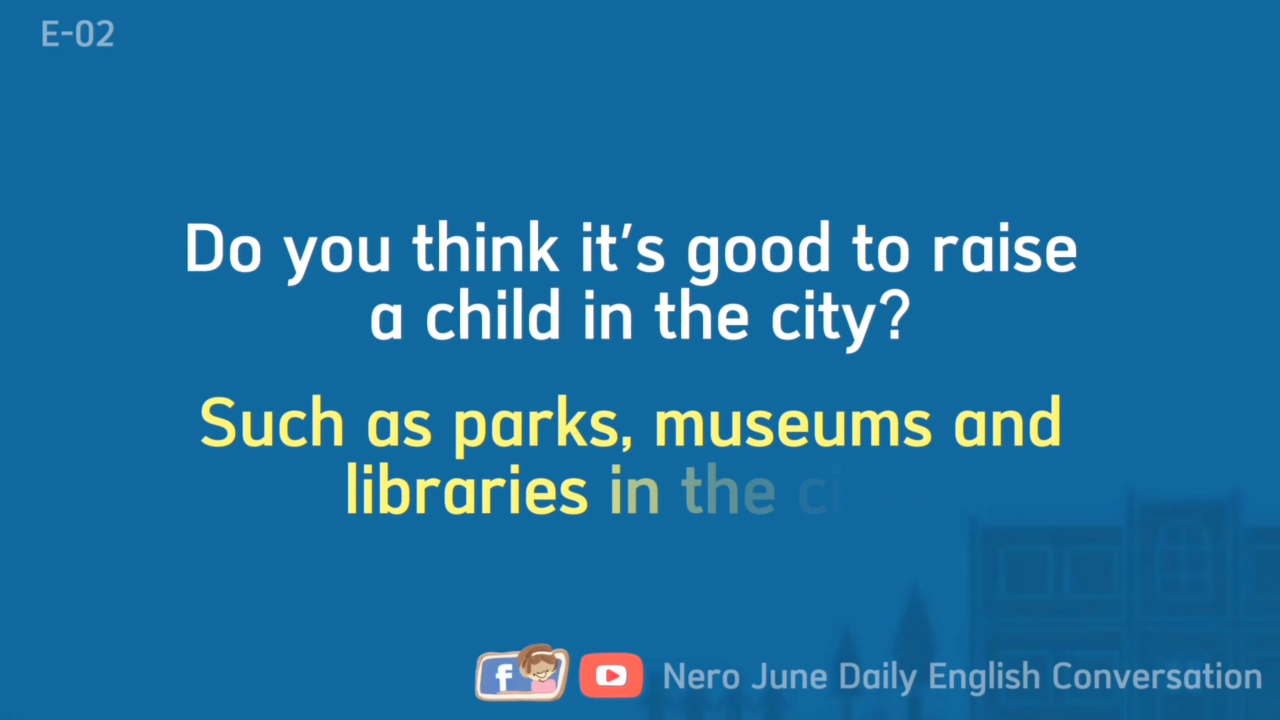 E-02
Do you think it's good to raise
a child in the city?
Such as parks, museums and
libraries in the ci
f
Nero June Daily English Conversation